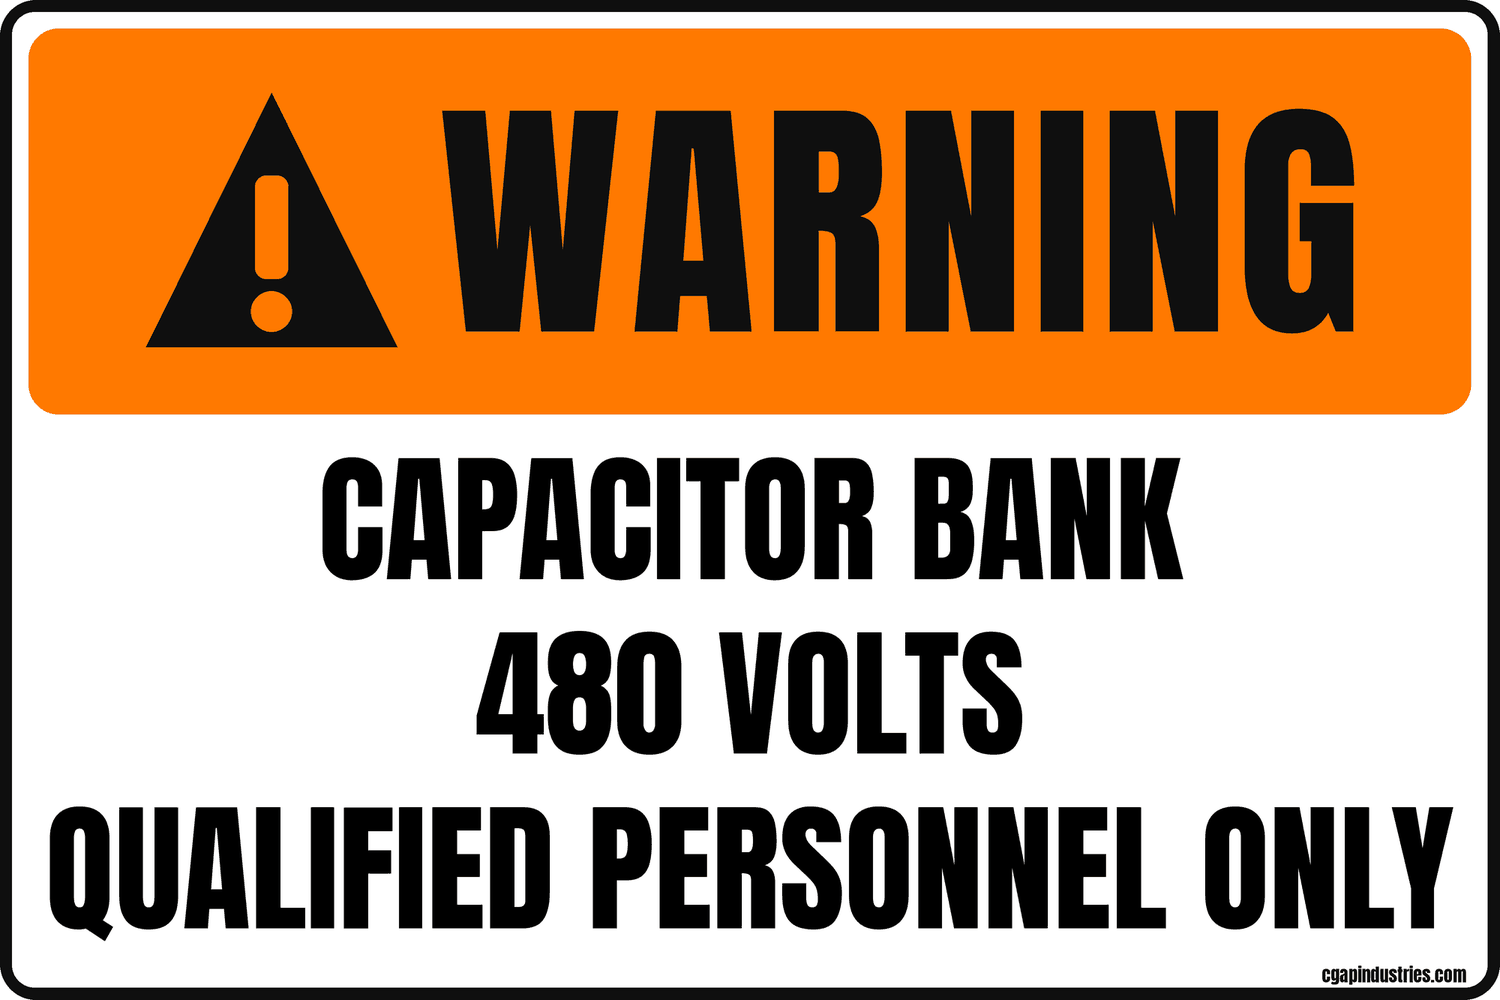 WARNING
CAPACITOR BANK
480 VOLTS
QUALIFIED PERSONNEL ONLY
cgapindustries.com